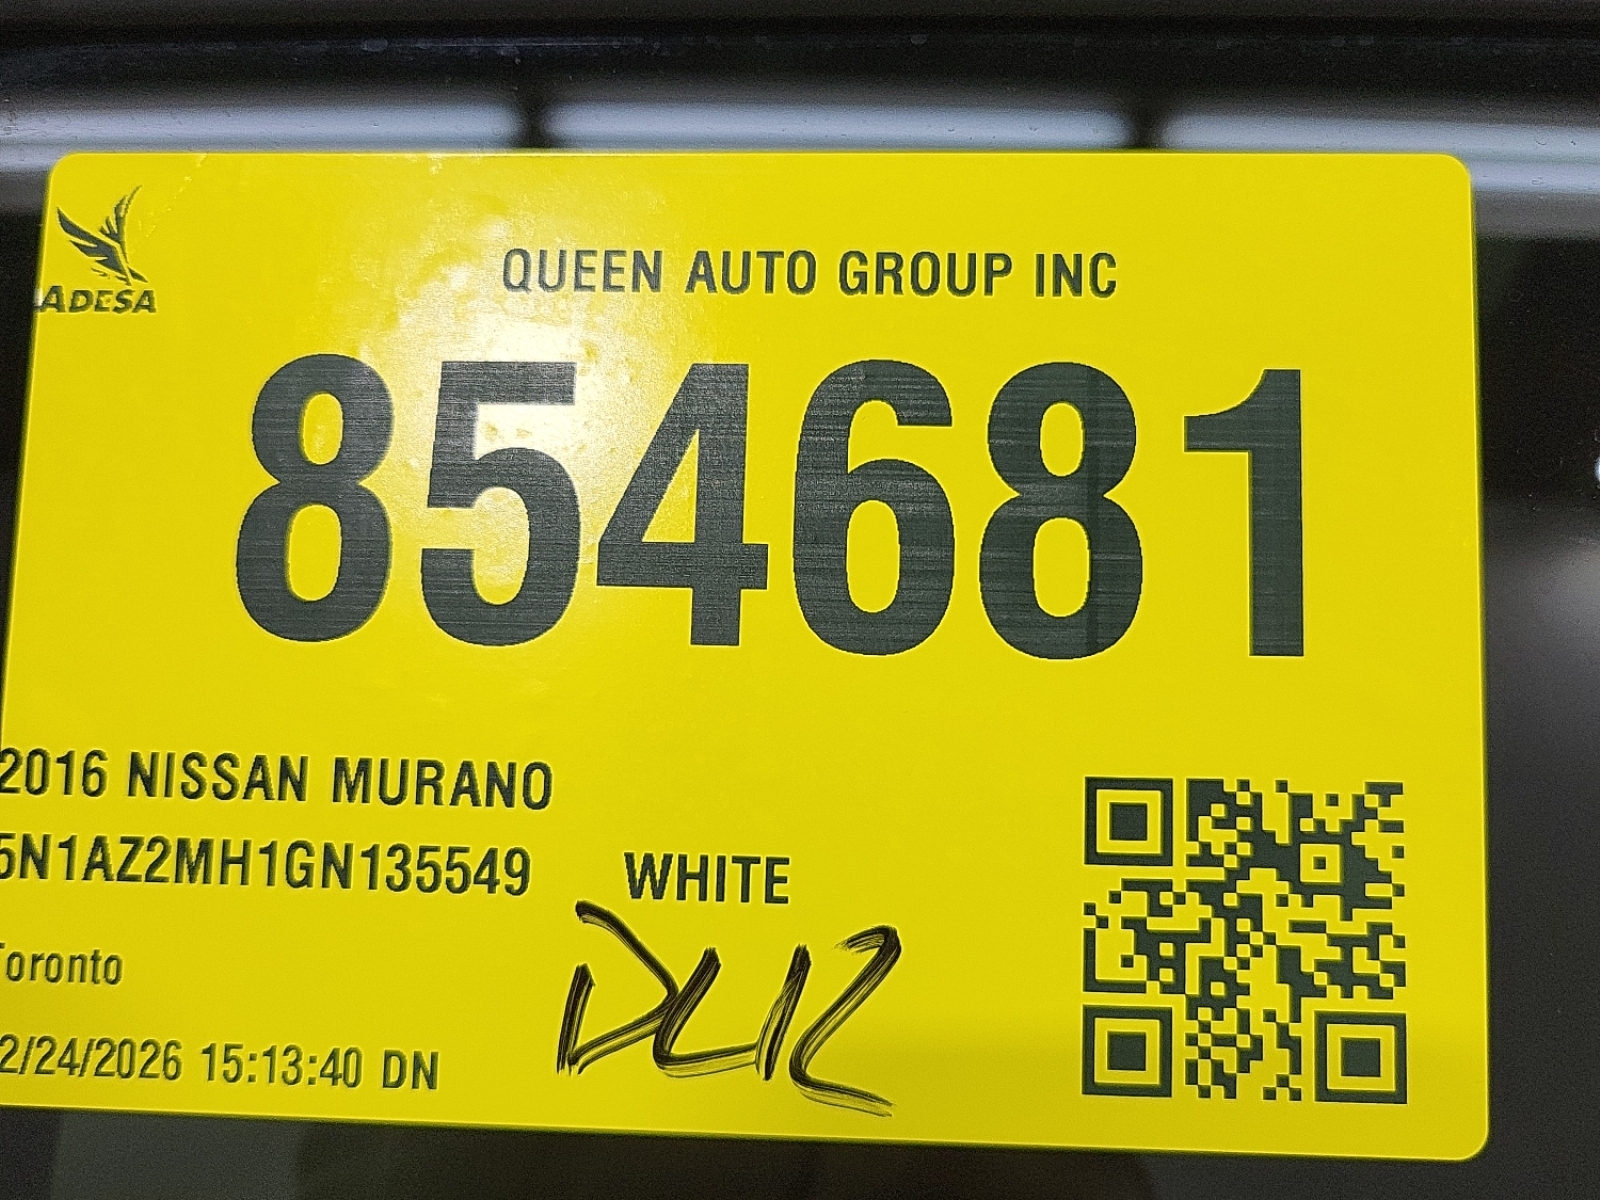 ADESA
QUEEN AUTO GROUP INC
854681
2016 NISSAN MURANO
5N1AZ2MH1GN135549
WHITE
Toronto
2/24/2026 15:13:40 DN